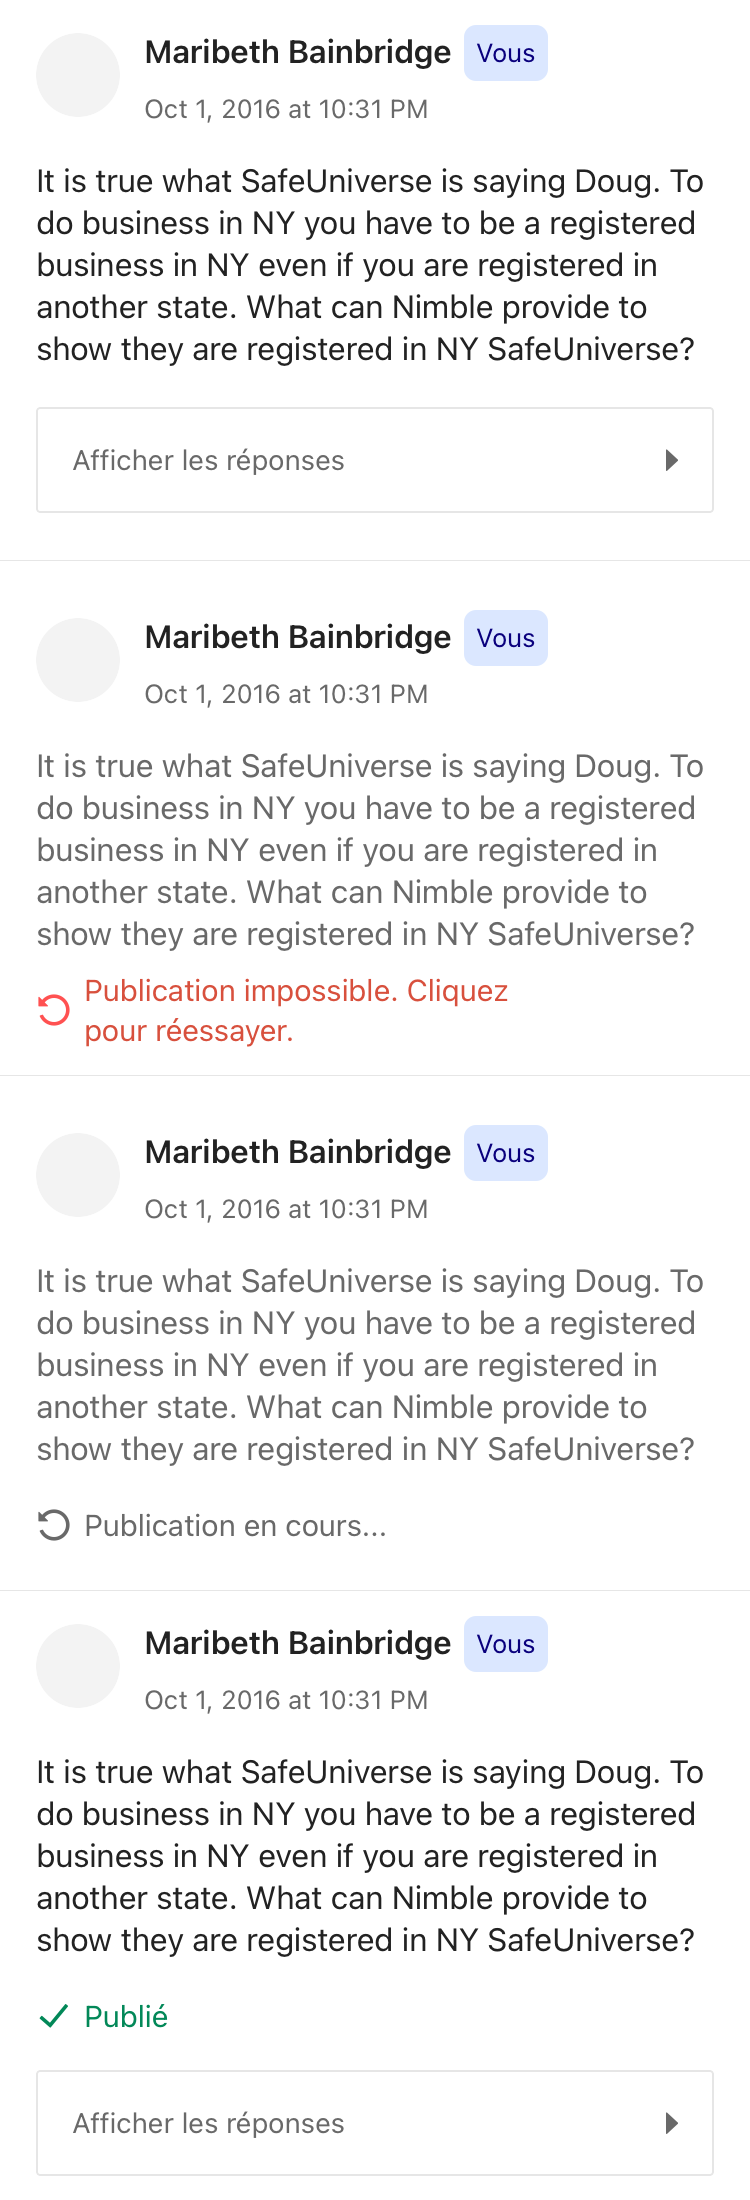 Maribeth Bainbridge Vous
Oct 1, 2016 at 10:31 PM
It is true what SafeUniverse is saying Doug. To
do business in NY you have to be a registered
business in NY even if you are registered in
another state. What can Nimble provide to
show they are registered in NY SafeUniverse?
Afficher les réponses
Maribeth Bainbridge Vous
Oct 1, 2016 at 10:31 PM
It is true what SafeUniverse is saying Doug. To
do business in NY you have to be a registered
business in NY even if you are registered in
another state. What can Nimble provide to
show they are registered in NY SafeUniverse?
Publication impossible. Cliquez
pour réessayer.
Maribeth Bainbridge Vous
Oct 1, 2016 at 10:31 PM
It is true what SafeUniverse is saying Doug. To
do business in NY you have to be a registered
business in NY even if you are registered in
another state. What can Nimble provide to
show they are registered in NY SafeUniverse?
Publication en cours...
Maribeth Bainbridge Vous
Oct 1, 2016 at 10:31 PM
It is true what SafeUniverse is saying Doug. To
do business in NY you have to be a registered
business in NY even if you are registered in
another state. What can Nimble provide to
show they are registered in NY SafeUniverse?
Publié
Afficher les réponses